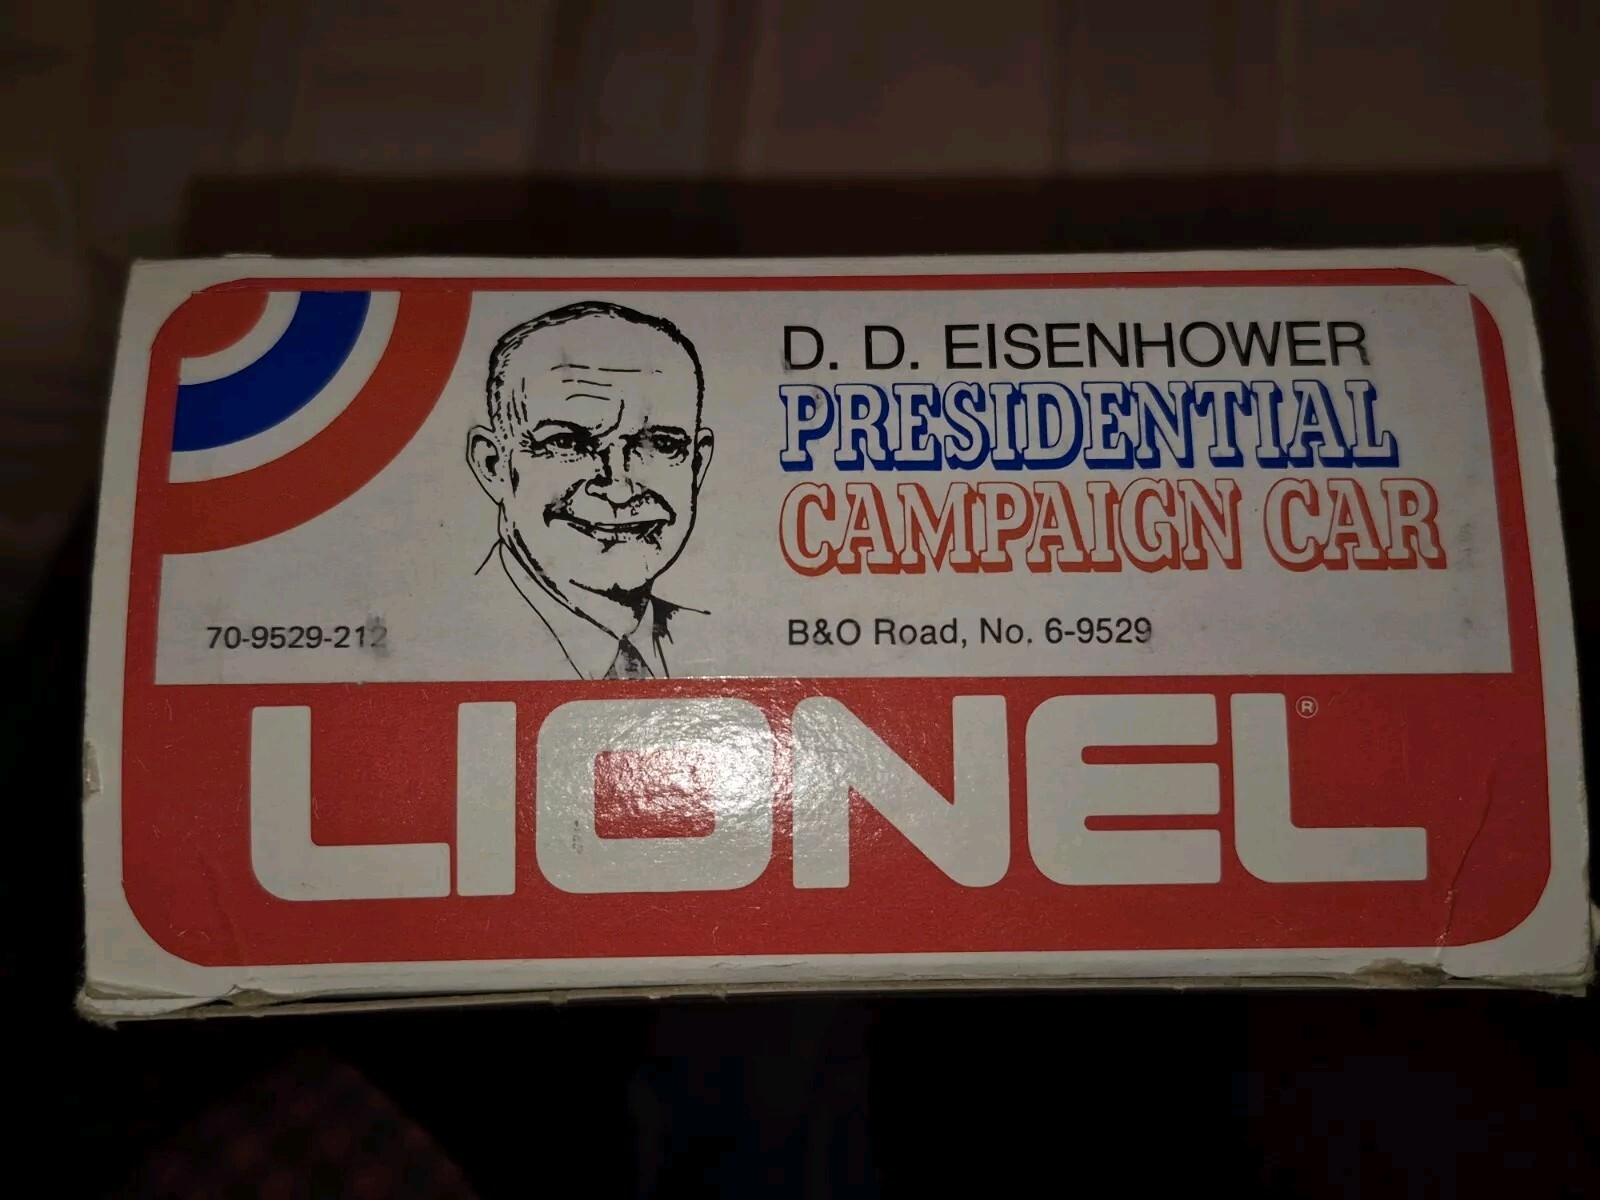 D. D. EISENHOWER
PRESIDENTIAL
CAMPAIGN CAR
70-9529-212
B&O Road, No. 6-9529
LIONEL®